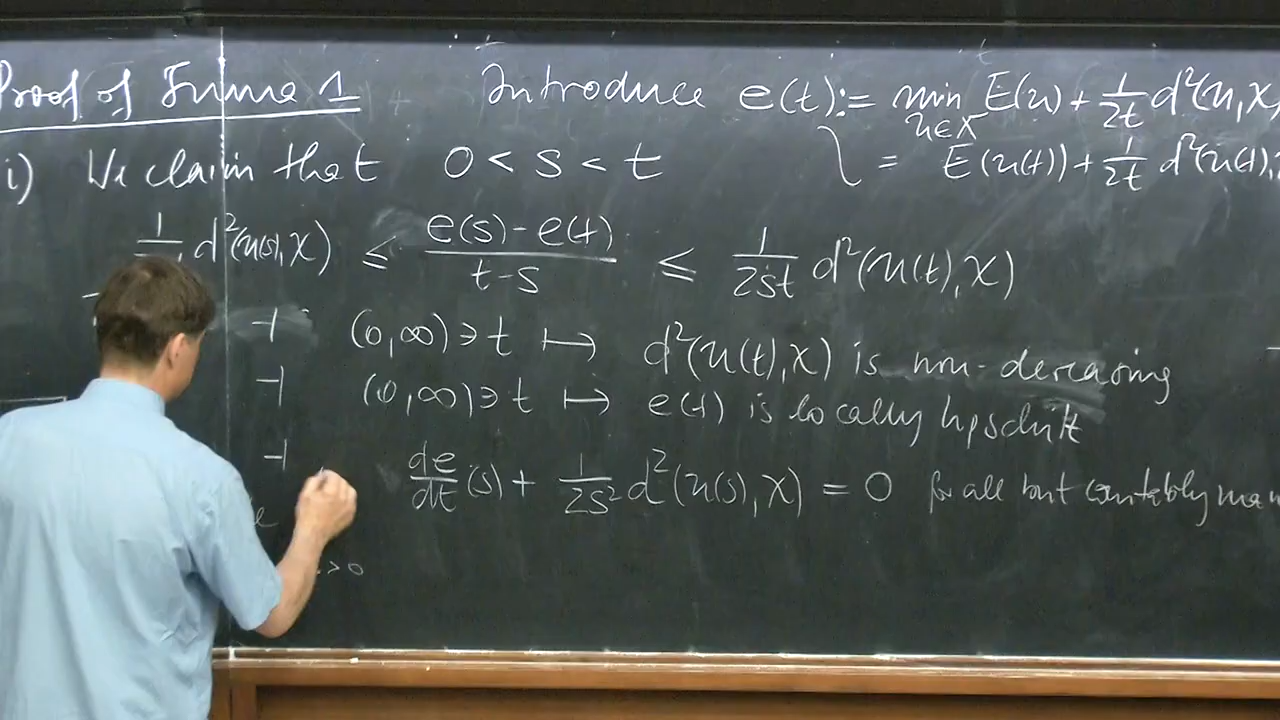 Proof of Lemma 1 Introduce e(t) := min E(u) + 1/2t d²(u, χ
u∈X
i) We claim that 0 < s < t = E(u(t)) + 1/2t d²(u(t),
d²(u(s), χ) ≤ e(s) - e(t) / t - s ≤ 1/2st d²(u(t), χ)
⊣ (0,∞) ∋ t ↦ d²(u(t), χ) is non-decreasing
⊣ (0,∞) ∋ t ↦ e(t) is locally Lipschitz
⊣ de/dt (s) + 1/2s² d²(u(s), χ) = 0 for all but countably man
> 0